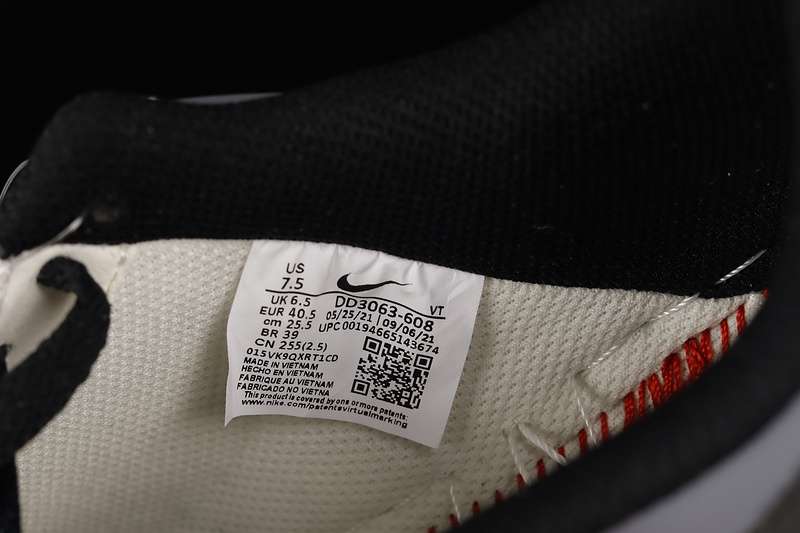 US
7.5
UK 6.5
EUR 40.5
cm 25.5
BR 39
CN 255(2.5)
015VK9QXRT1CD
DD3063-608 VT
05/25/21 | 09/06/21
UPC 00194665143674
MADE IN VIETNAM
HECHO EN VIETNAM
FABRIQUE AU VIETNAM
FABRICADO NO VIETNA
This product is covered by one or more patents:
www.nike.com/patentsvirtualmarking